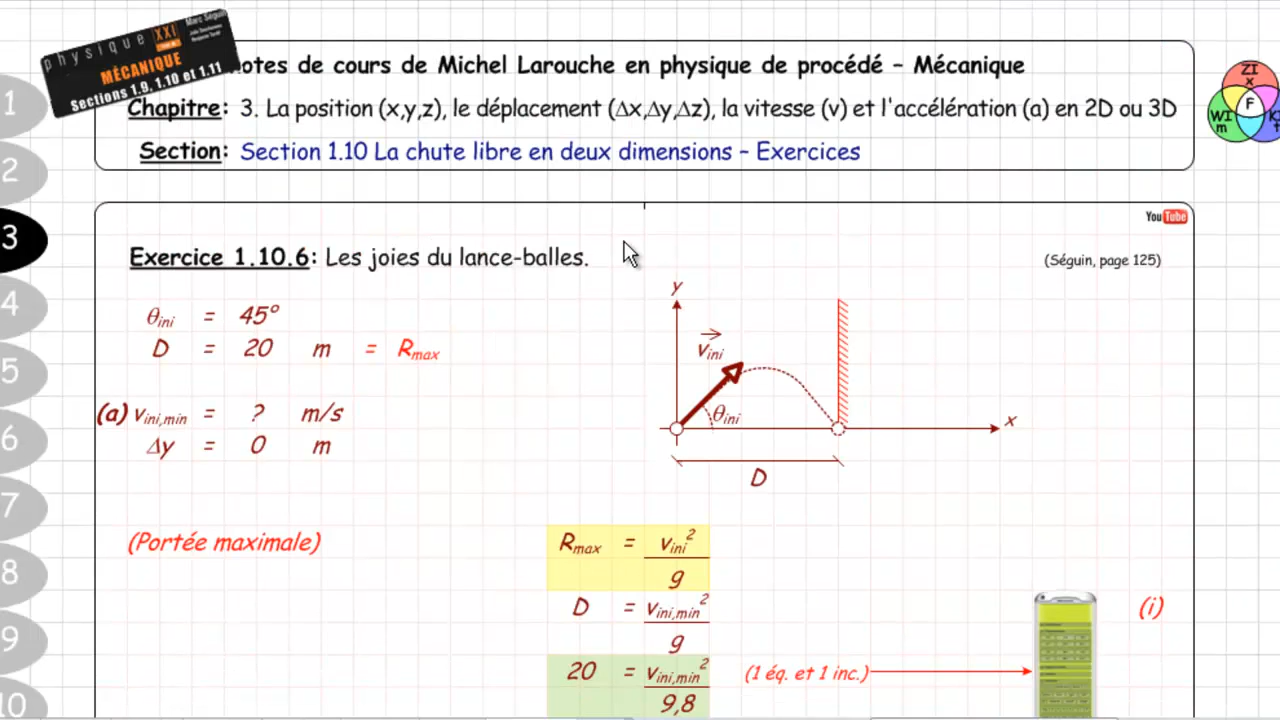 physique XXI
Marc Séguin
MÉCANIQUE
Sections 1.9, 1.10 et 1.11
notes de cours de Michel Larouche en physique de procédé – Mécanique
Chapitre: 3. La position (x,y,z), le déplacement (Δx,Δy,Δz), la vitesse (v) et l'accélération (a) en 2D ou 3D
Section: Section 1.10 La chute libre en deux dimensions – Exercices
ZI
x
WI
m
F
1
2
3
4
5
6
7
8
9
10
YouTube
Exercice 1.10.6: Les joies du lance-balles.
(Séguin, page 125)
θini = 45°
D = 20 m = Rmax
(a) vini,min = ? m/s
Δy = 0 m
y
vini
θini
x
D
(Portée maximale)
Rmax = vini²
g
D = vini,min²
g
(i)
20 = vini,min²
9,8
(1 éq. et 1 inc.)